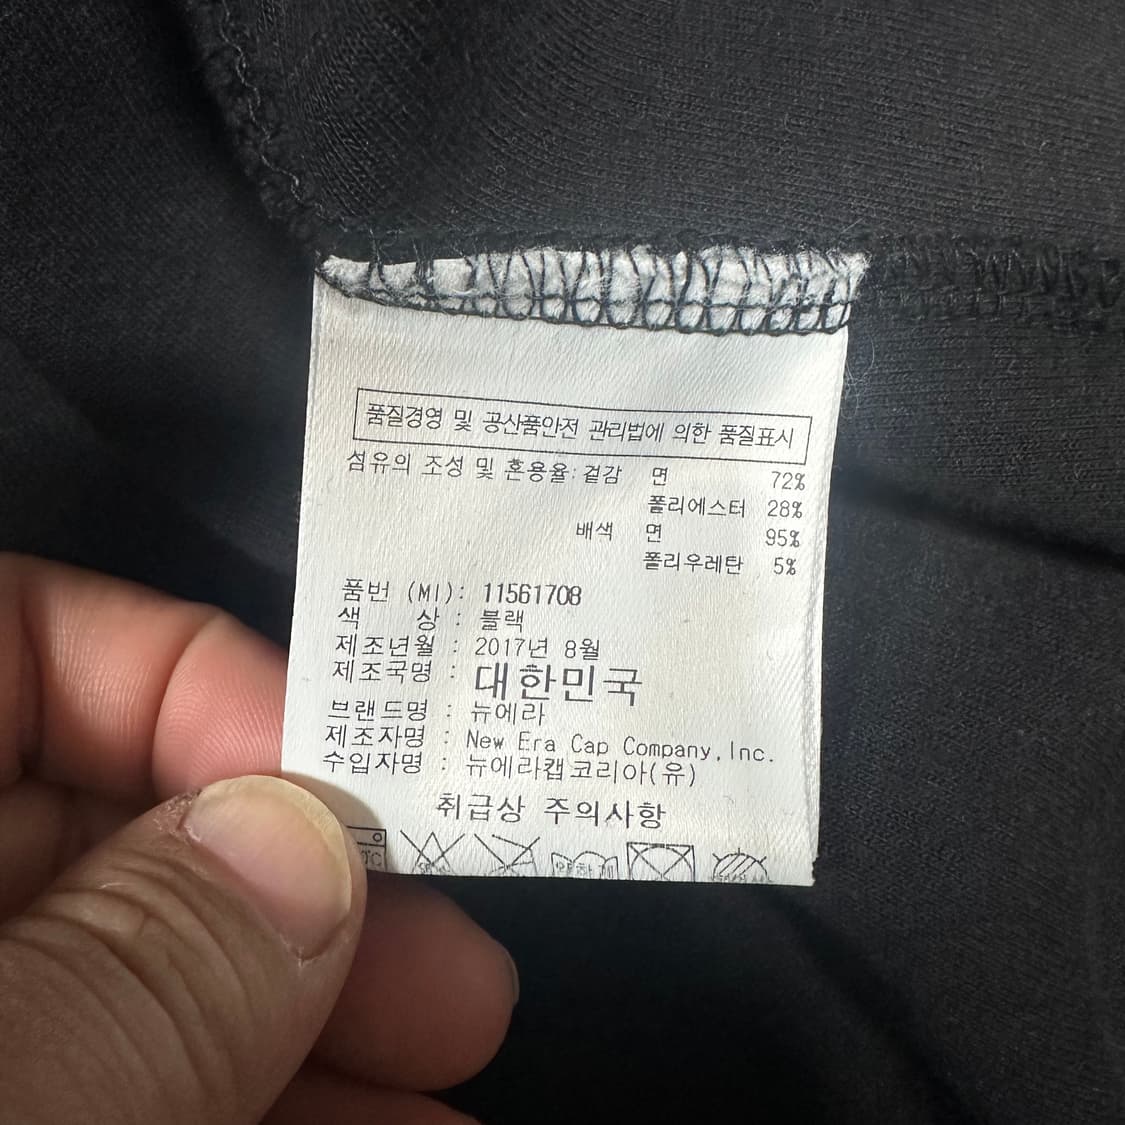 품질경영 및 공산품안전 관리법에 의한 품질표시
섬유의 조성 및 혼용율: 겉감 면 72%
폴리에스터 28%
배색 면 95%
폴리우레탄 5%
품번 (MI): 11561708
색 상 : 블랙
제조년월 : 2017년 8월
제조국명 : 대한민국
브랜드명 : 뉴에라
제조자명 : New Era Cap Company,Inc.
수입자명 : 뉴에라캡코리아(유)
취급상 주의사항
약하게